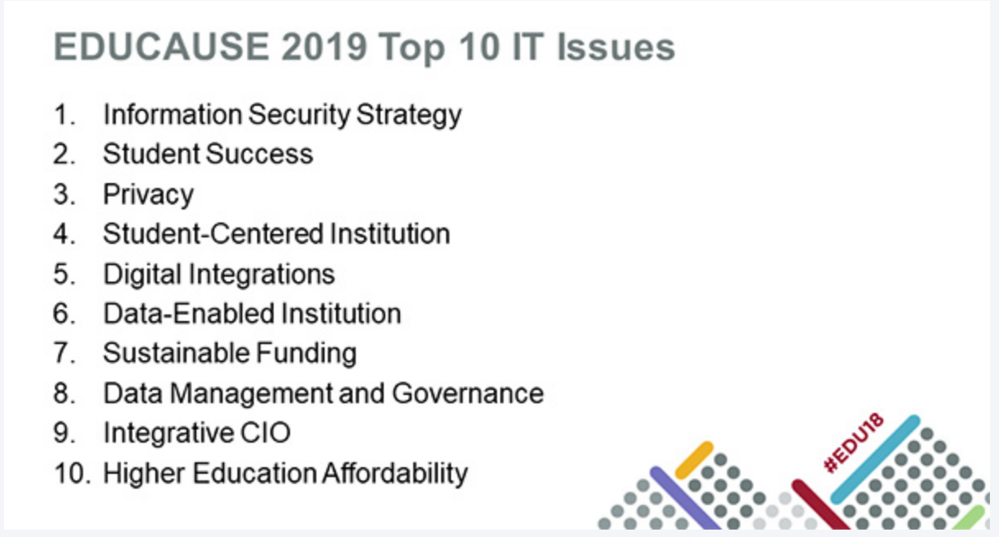 EDUCAUSE 2019 Top 10 IT Issues
1. Information Security Strategy
2. Student Success
3. Privacy
4. Student-Centered Institution
5. Digital Integrations
6. Data-Enabled Institution
7. Sustainable Funding
8. Data Management and Governance
9. Integrative CIO
10. Higher Education Affordability
#EDU18